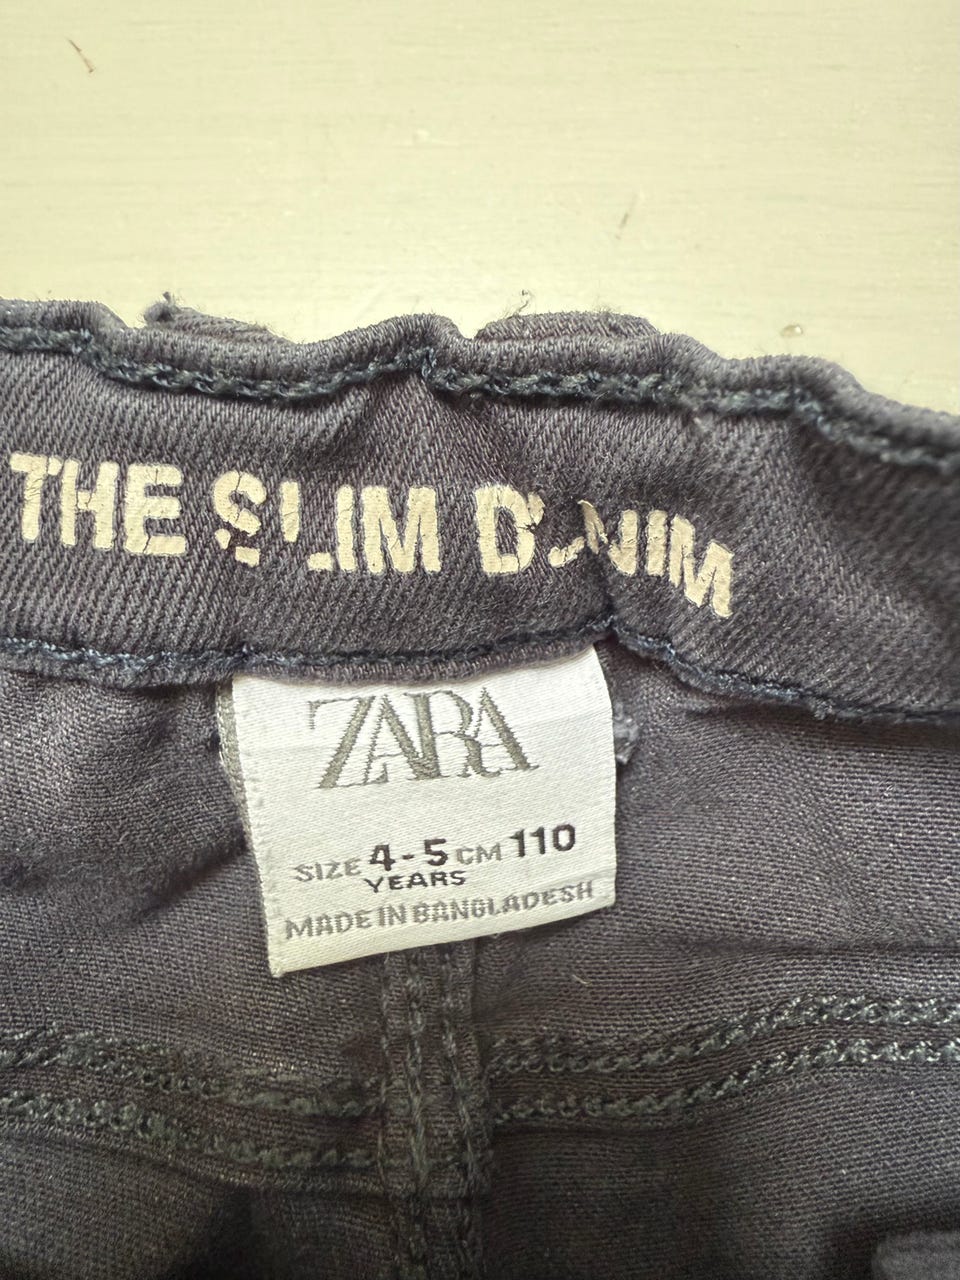 THE SLIM DENIM
ZARA
SIZE 4-5 CM 110
YEARS
MADE IN BANGLADESH